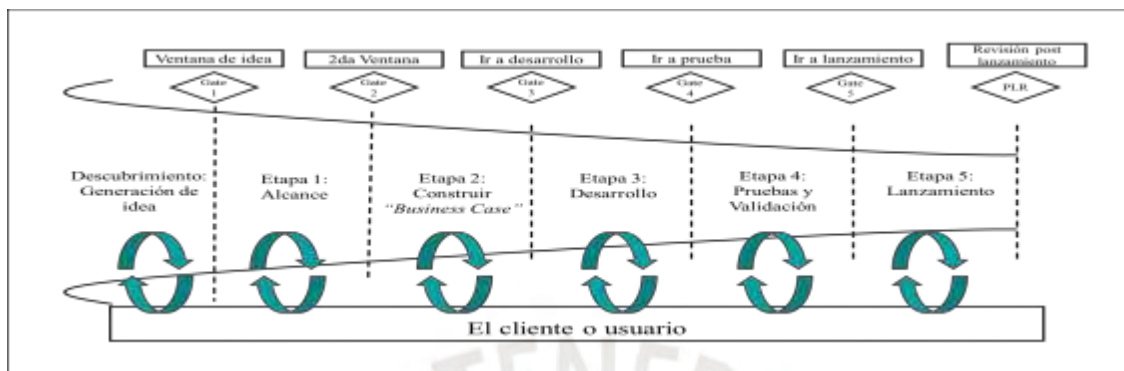 Ventana de idea
2da Ventana
Ir a desarrollo
Ir a prueba
Ir a lanzamiento
Revisión post
lanzamiento
Gate
1
Gate
2
Gate
3
Gate
4
Gate
5
PLR
Descubrimiento:
Generación de
idea
Etapa 1:
Alcance
Etapa 2:
Construir
“Business Case”
Etapa 3:
Desarrollo
Etapa 4:
Pruebas y
Validación
Etapa 5:
Lanzamiento
El cliente o usuario